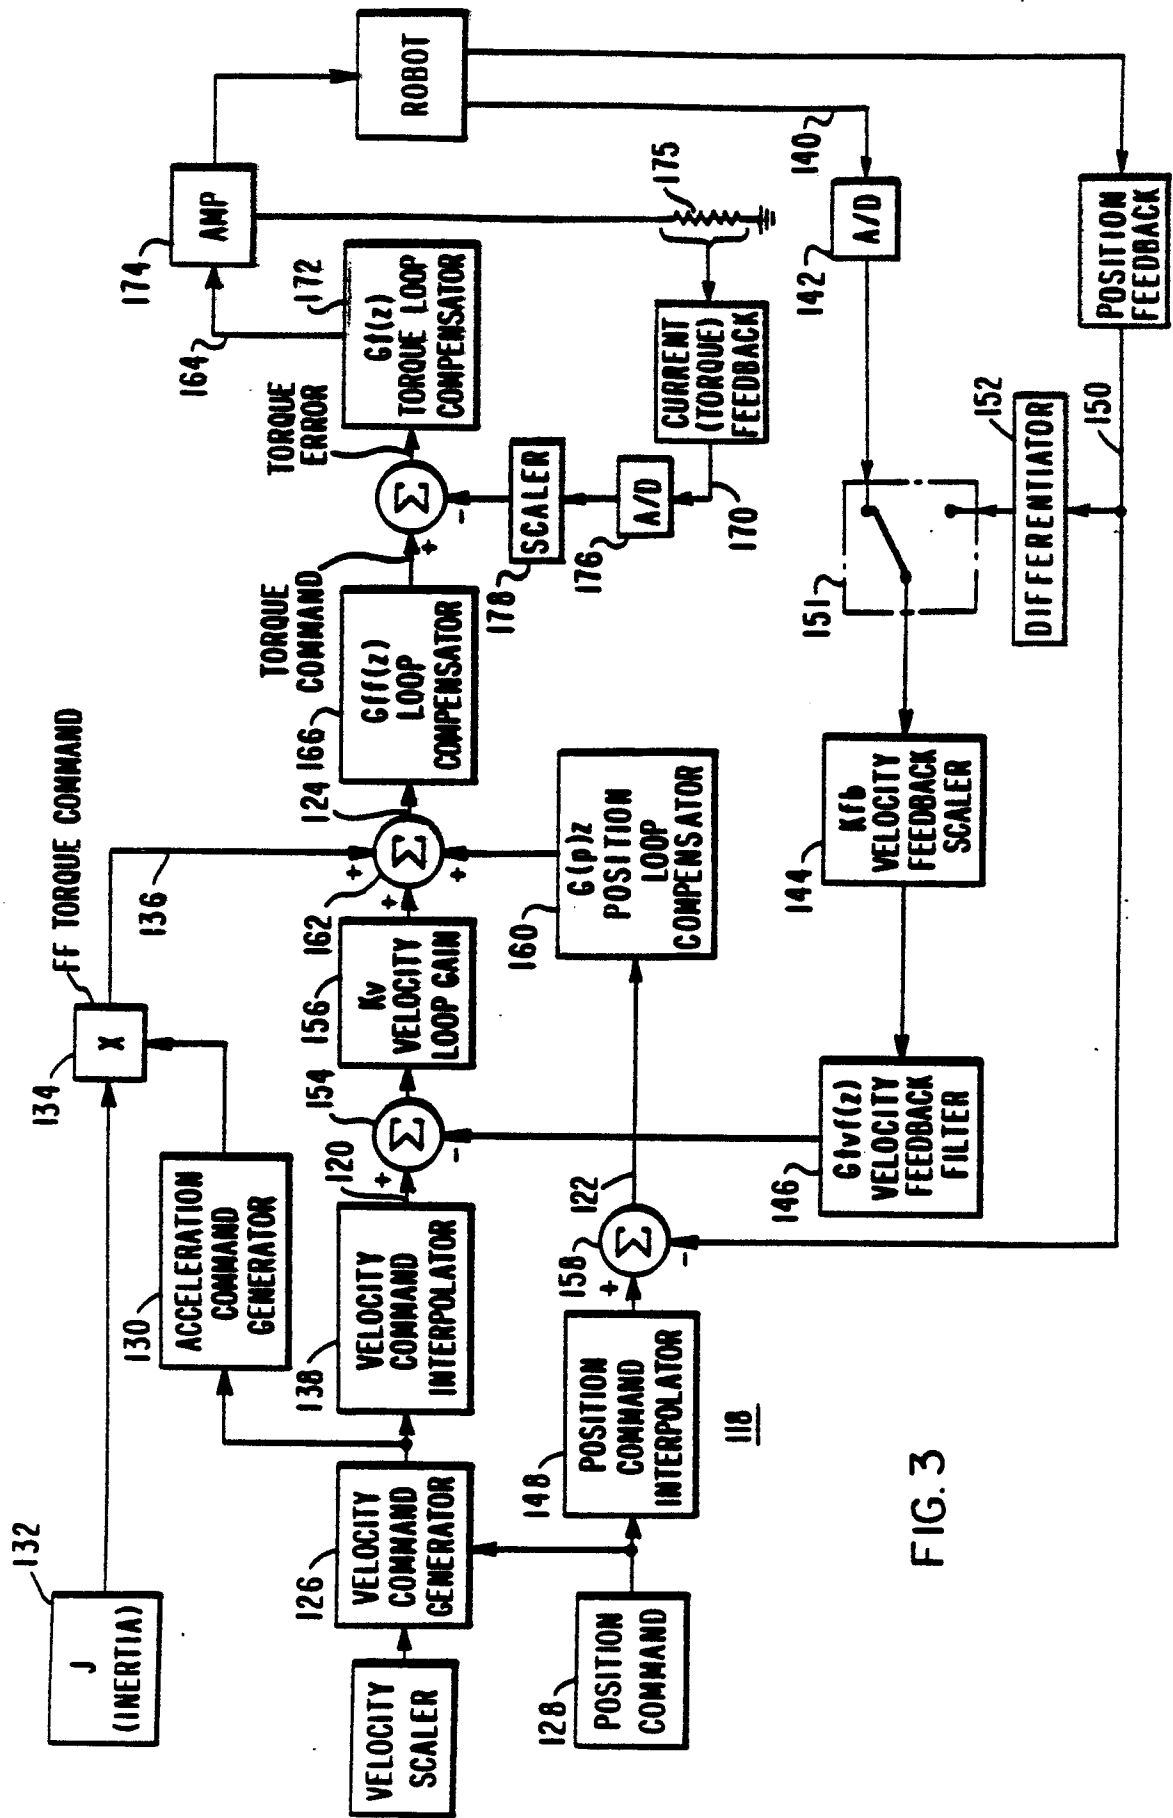 132
J
(INERTIA)
134
X
FF TORQUE COMMAND
136
130
ACCELERATION
COMMAND
GENERATOR
VELOCITY
SCALER
126
VELOCITY
COMMAND
GENERATOR
138
VELOCITY
COMMAND
INTERPOLATOR
120
+
-
154
Σ
156
Kv
VELOCITY
LOOP GAIN
162
+
+
+
Σ
124
166
Gff(z)
LOOP
COMPENSATOR
TORQUE
COMMAND
+
-
Σ
TORQUE
ERROR
164
172
Gf(z)
TORQUE LOOP
COMPENSATOR
174
AMP
ROBOT
128
POSITION
COMMAND
148
POSITION
COMMAND
INTERPOLATOR
158
+
-
Σ
122
160
G(p)z
POSITION
LOOP
COMPENSATOR
178
SCALER
176
A/D
170
CURRENT
(TORQUE)
FEEDBACK
175
140
142
A/D
151
144
Kfb
VELOCITY
FEEDBACK
SCALER
146
Gfvf(z)
VELOCITY
FEEDBACK
FILTER
DIFFERENTIATOR
152
150
POSITION
FEEDBACK
118
FIG. 3